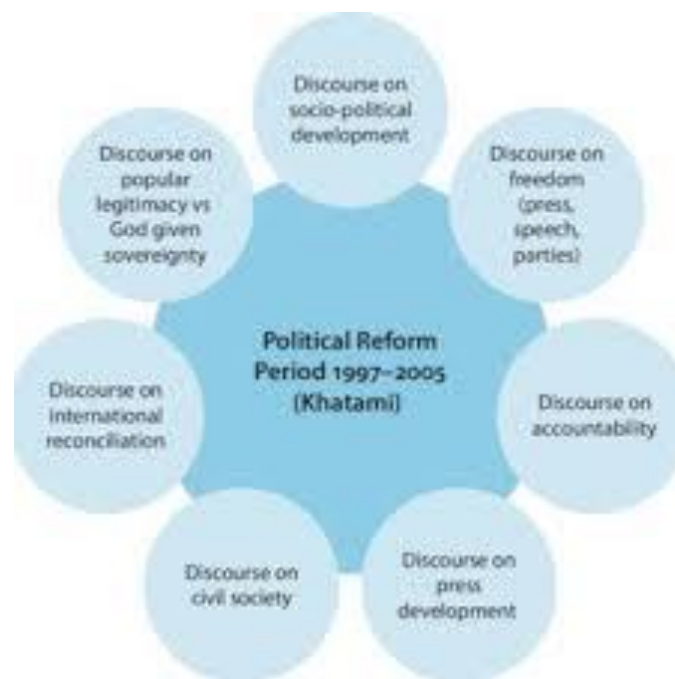 Discourse on
socio-political
development
Discourse on
freedom
(press,
speech,
parties)
Discourse on
accountability
Discourse on
press
development
Discourse on
civil society
Discourse on
international
reconciliation
Discourse on
popular
legitimacy vs
God given
sovereignty
Political Reform
Period 1997–2005
(Khatami)